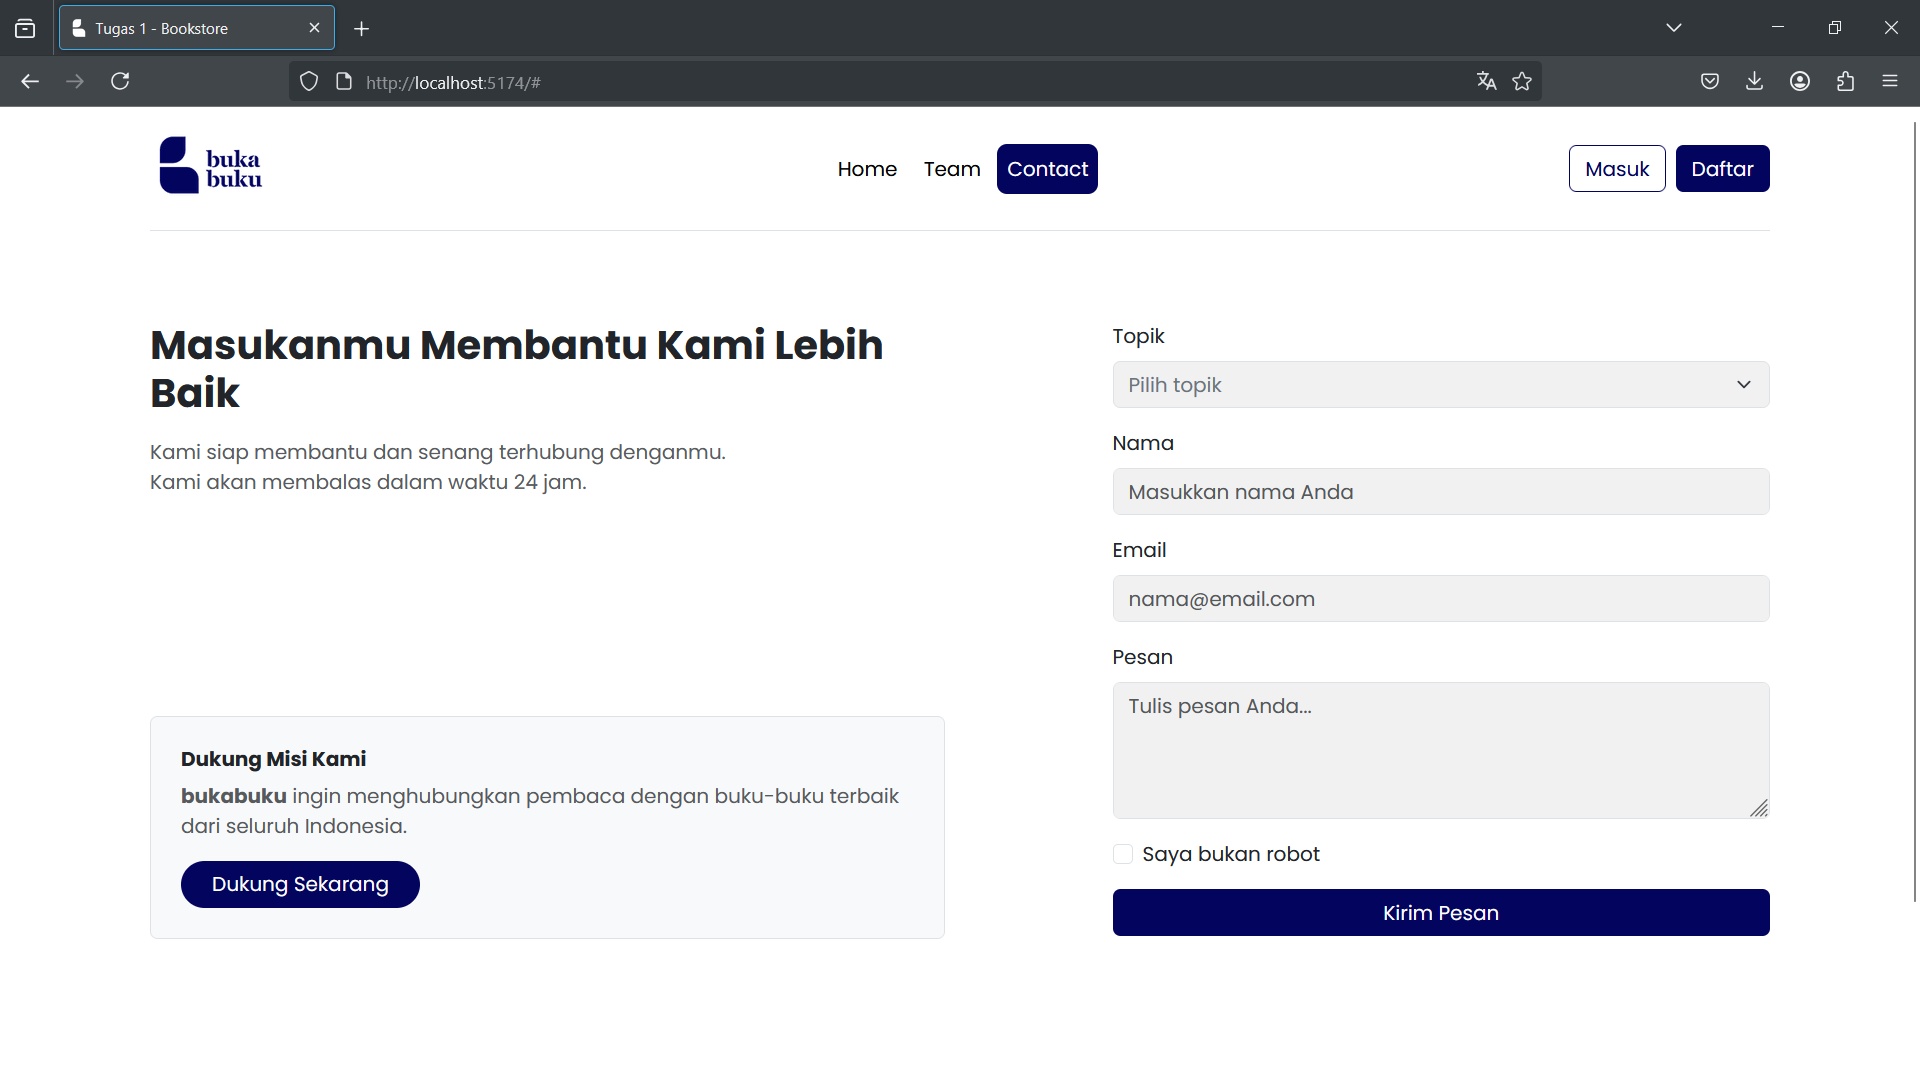 Tugas 1 - Bookstore
http://localhost:5174/#
buka
buku
Home
Team
Contact
Masuk
Daftar
Masukanmu Membantu Kami Lebih
Baik
Kami siap membantu dan senang terhubung denganmu.
Kami akan membalas dalam waktu 24 jam.
Dukung Misi Kami
bukabuku ingin menghubungkan pembaca dengan buku-buku terbaik
dari seluruh Indonesia.
Dukung Sekarang
Topik
Pilih topik
Nama
Masukkan nama Anda
Email
nama@email.com
Pesan
Tulis pesan Anda...
Saya bukan robot
Kirim Pesan